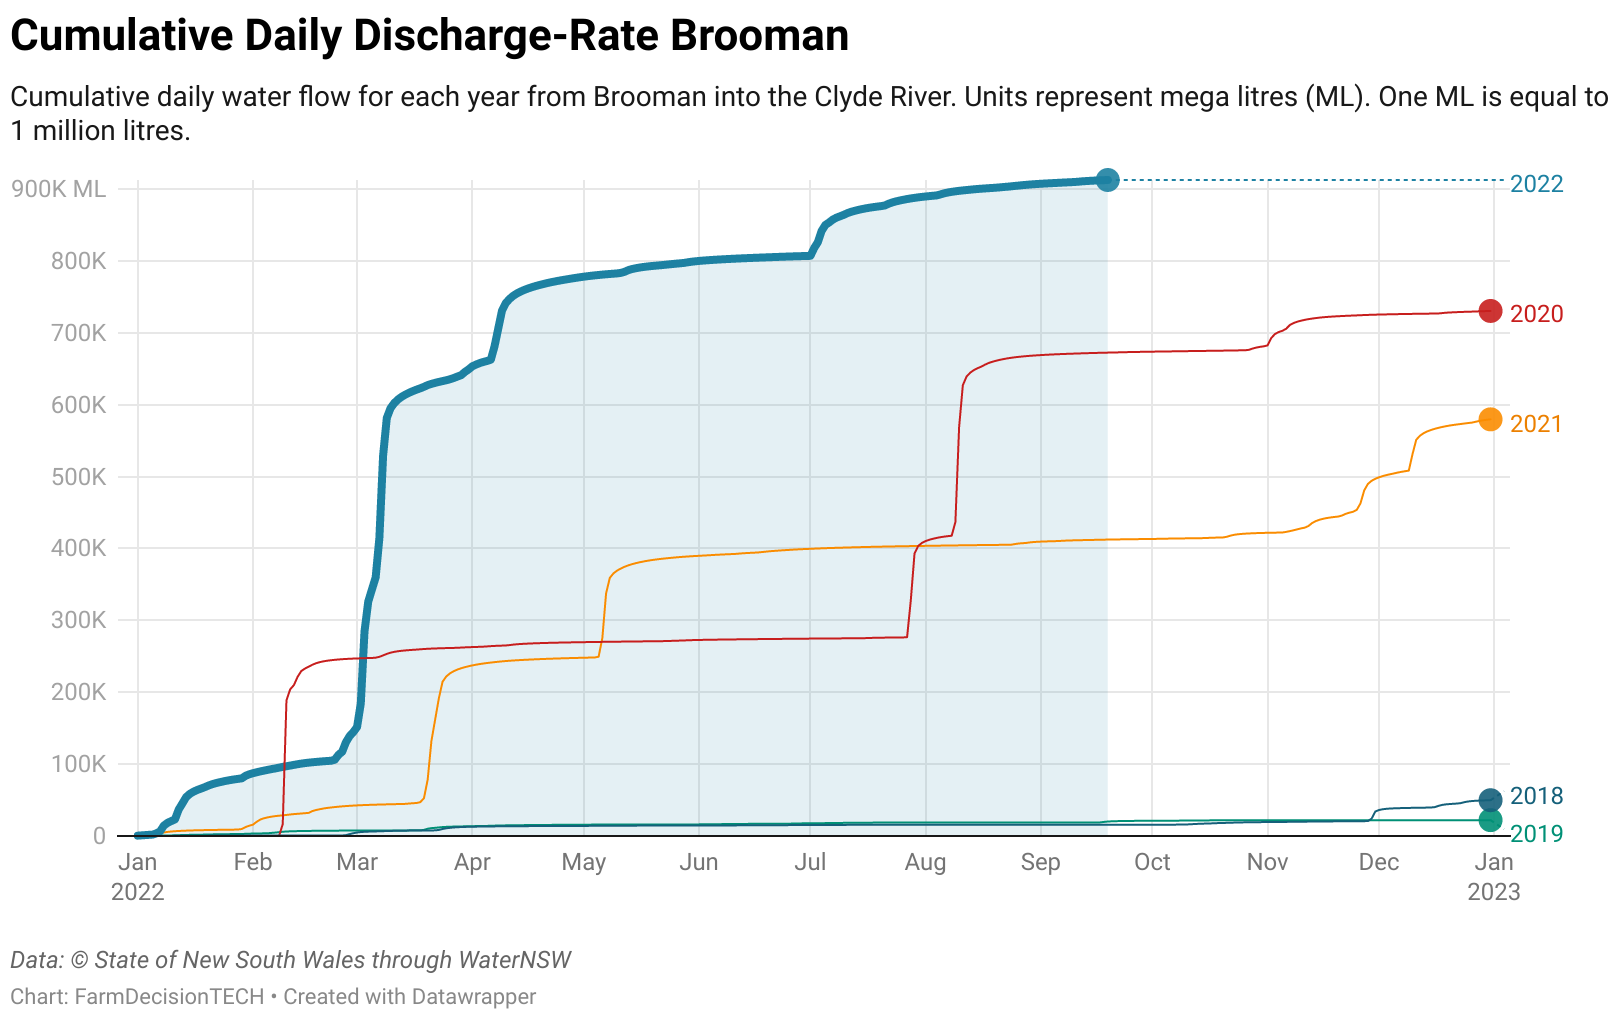 Cumulative Daily Discharge-Rate Brooman
Cumulative daily water flow for each year from Brooman into the Clyde River. Units represent mega litres (ML). One ML is equal to
1 million litres.
900K ML
800K
700K
600K
500K
400K
300K
200K
100K
0
2022
2020
2021
2018
2019
Jan Feb Mar Apr May Jun Jul Aug Sep Oct Nov Dec Jan
2022 2023
Data: © State of New South Wales through WaterNSW
Chart: FarmDecisionTECH • Created with Datawrapper